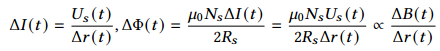 ΔI(t) = U_s(t)/Δr(t), ΔΦ(t) = μ_0 N_s ΔI(t)/2R_s = μ_0 N_s U_s(t)/2R_s Δr(t) ∝ ΔB(t)/Δr(t)